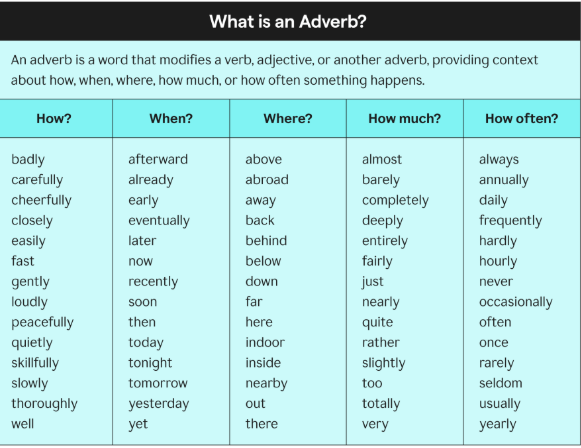 What is an Adverb?
An adverb is a word that modifies a verb, adjective, or another adverb, providing context
about how, when, where, how much, or how often something happens.
How? When? Where? How much? How often?
badly afterward above almost always
carefully already abroad barely annually
cheerfully early away completely daily
closely eventually back deeply frequently
easily later behind entirely hardly
fast now below fairly hourly
gently recently down just never
loudly soon far nearly occasionally
peacefully then here quite often
quietly today indoor rather once
skillfully tonight inside slightly rarely
slowly tomorrow nearby too seldom
thoroughly yesterday out totally usually
well yet there very yearly